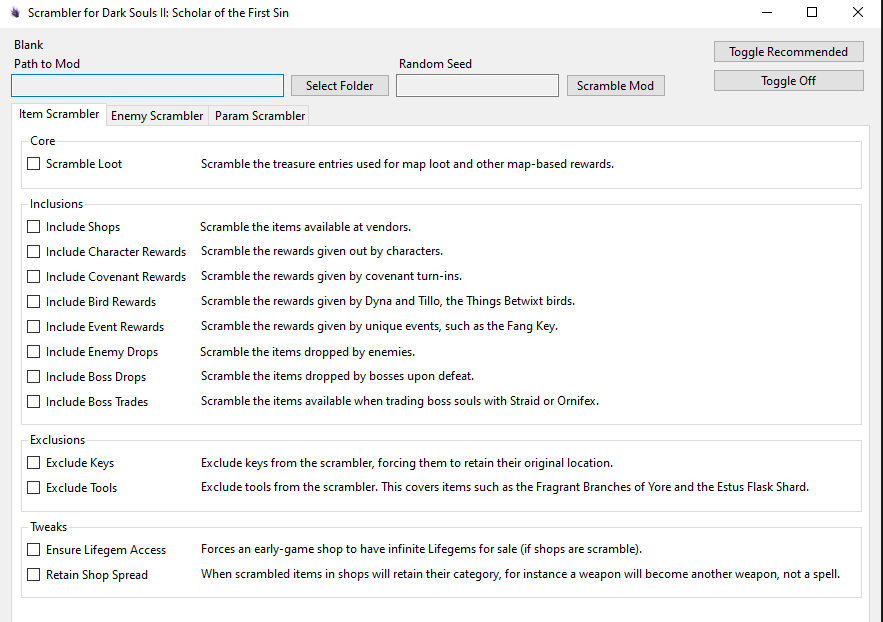 Scrambler for Dark Souls II: Scholar of the First Sin
Blank
Path to Mod
Random Seed
Select Folder
Scramble Mod
Toggle Recommended
Toggle Off
Item Scrambler Enemy Scrambler Param Scrambler
Core
Scramble Loot Scramble the treasure entries used for map loot and other map-based rewards.
Inclusions
Include Shops Scramble the items available at vendors.
Include Character Rewards Scramble the rewards given out by characters.
Include Covenant Rewards Scramble the rewards given by covenant turn-ins.
Include Bird Rewards Scramble the rewards given by Dyna and Tillo, the Things Betwixt birds.
Include Event Rewards Scramble the rewards given by unique events, such as the Fang Key.
Include Enemy Drops Scramble the items dropped by enemies.
Include Boss Drops Scramble the items dropped by bosses upon defeat.
Include Boss Trades Scramble the items available when trading boss souls with Straid or Ornifex.
Exclusions
Exclude Keys Exclude keys from the scrambler, forcing them to retain their original location.
Exclude Tools Exclude tools from the scrambler. This covers items such as the Fragrant Branches of Yore and the Estus Flask Shard.
Tweaks
Ensure Lifegem Access Forces an early-game shop to have infinite Lifegems for sale (if shops are scramble).
Retain Shop Spread When scrambled items in shops will retain their category, for instance a weapon will become another weapon, not a spell.